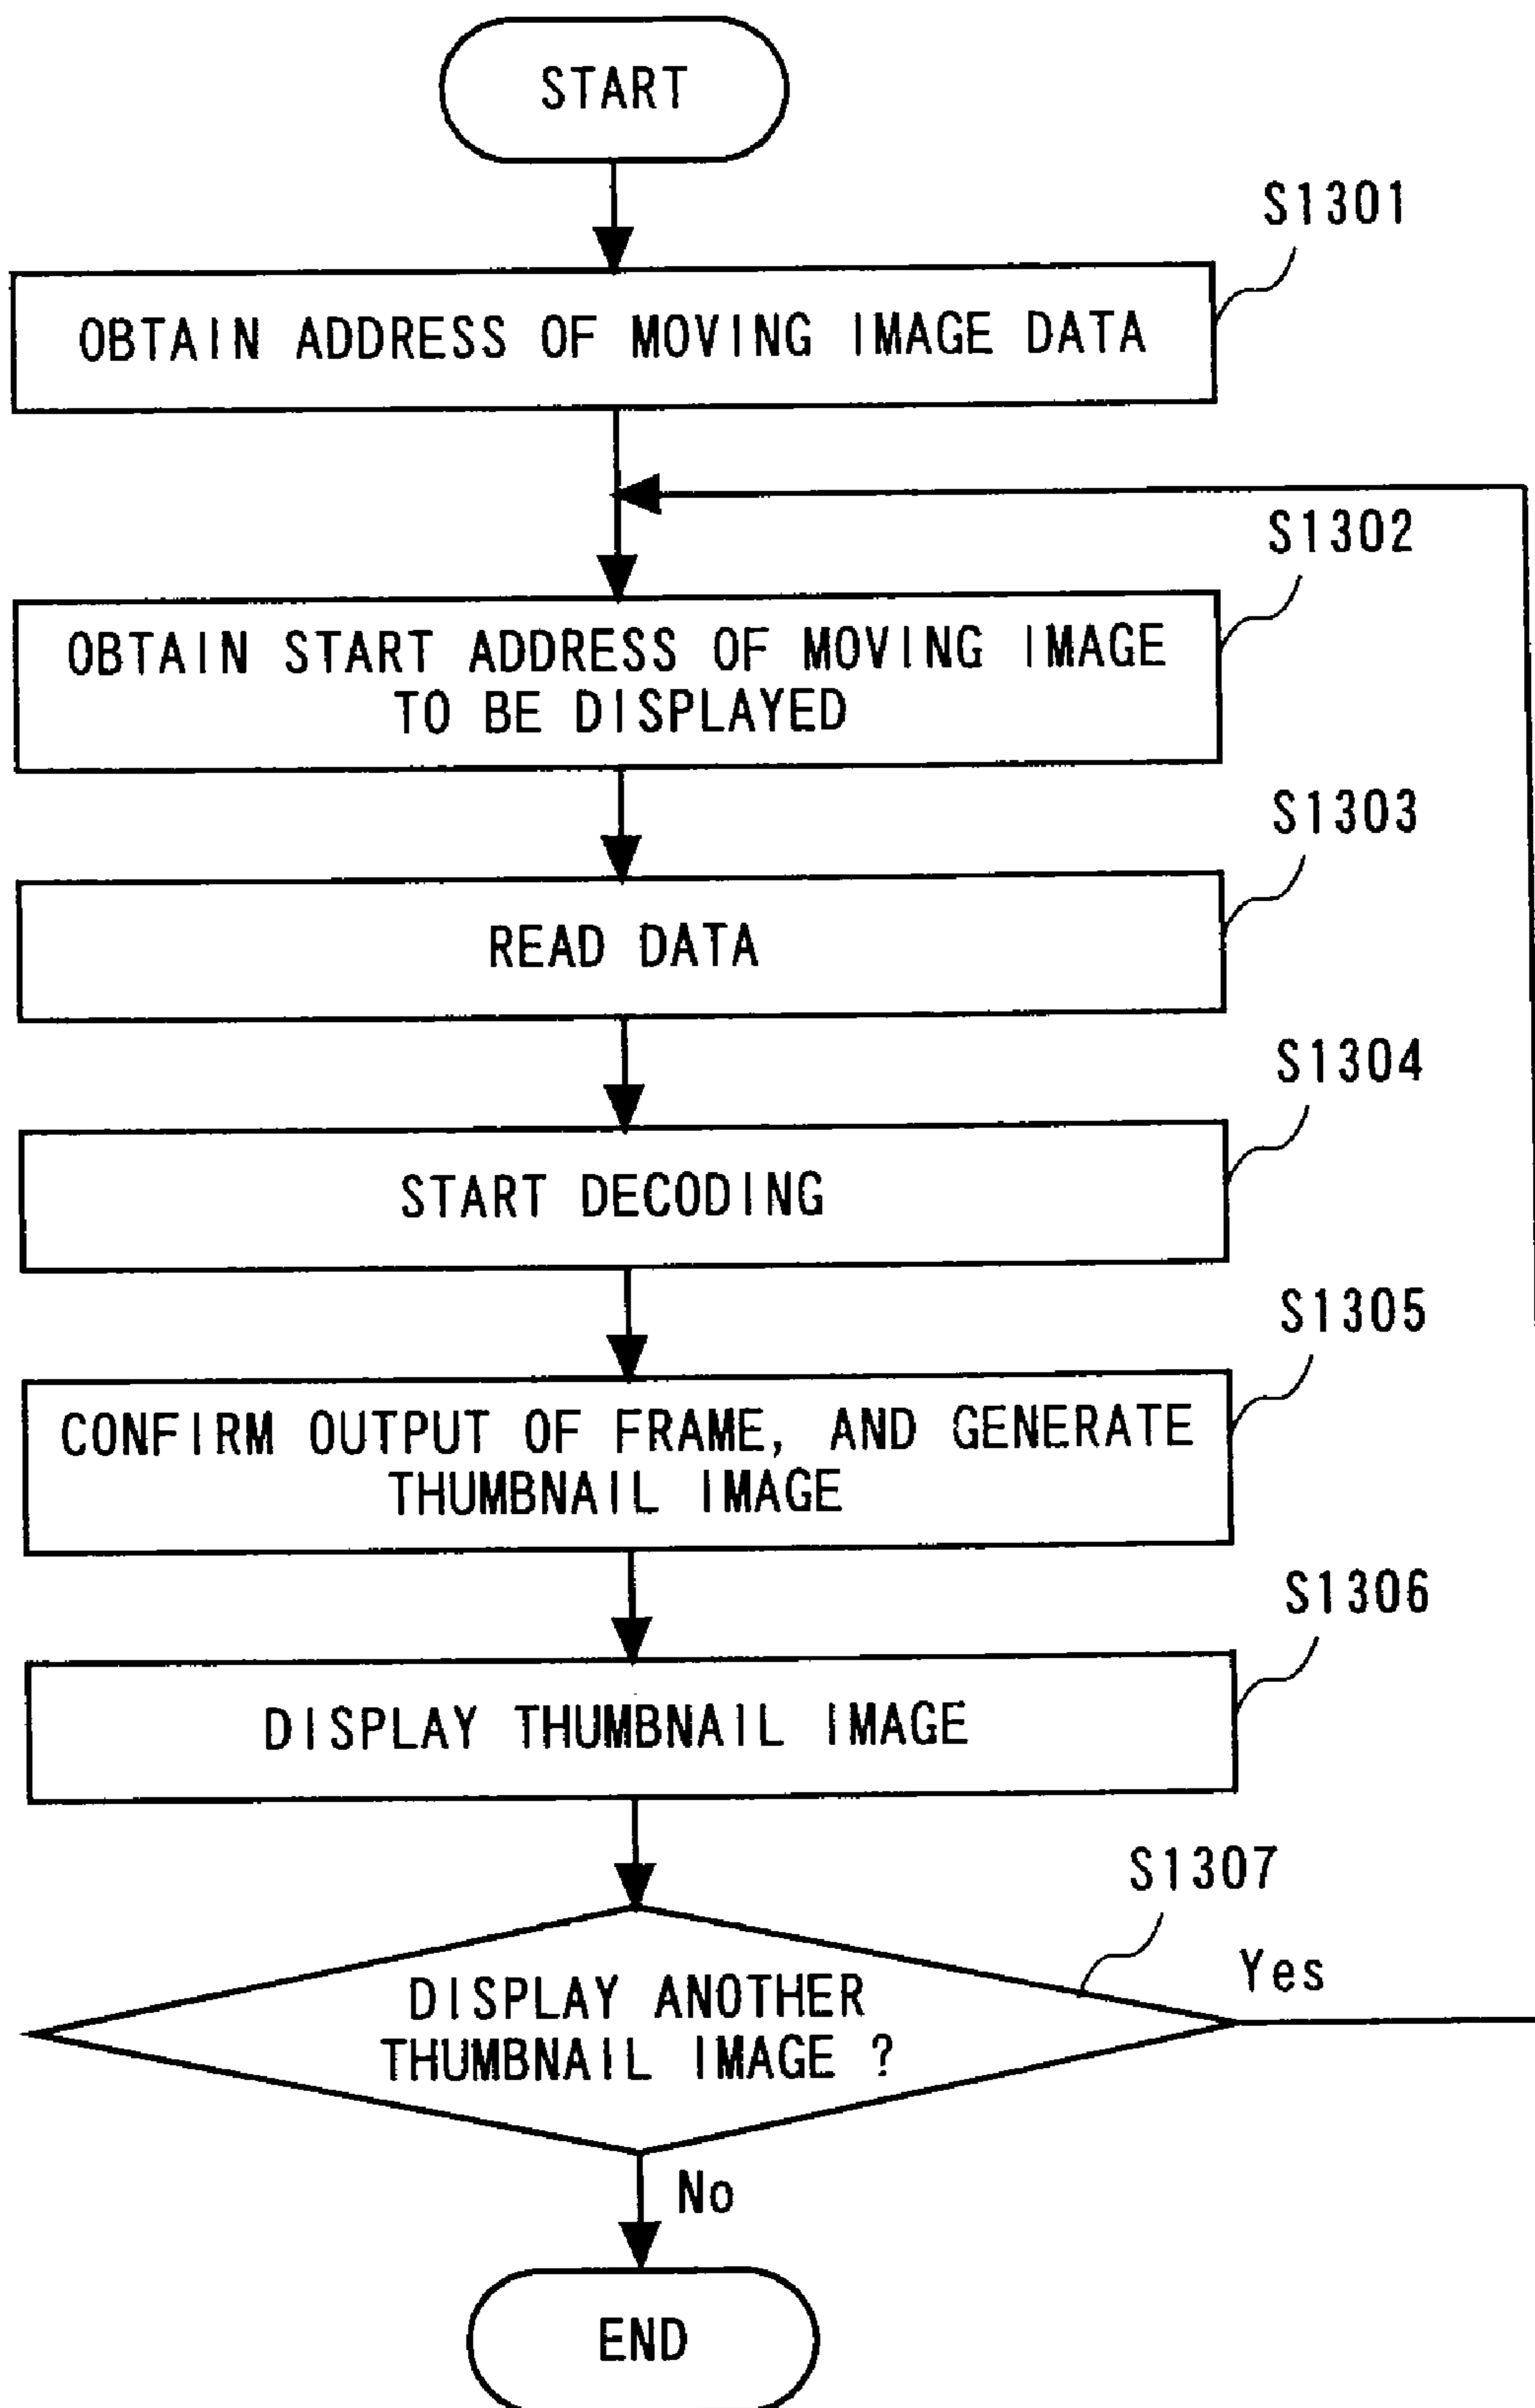 START
S1301
OBTAIN ADDRESS OF MOVING IMAGE DATA
S1302
OBTAIN START ADDRESS OF MOVING IMAGE
TO BE DISPLAYED
S1303
READ DATA
S1304
START DECODING
S1305
CONFIRM OUTPUT OF FRAME, AND GENERATE
THUMBNAIL IMAGE
S1306
DISPLAY THUMBNAIL IMAGE
S1307
DISPLAY ANOTHER
THUMBNAIL IMAGE ?
Yes
No
END